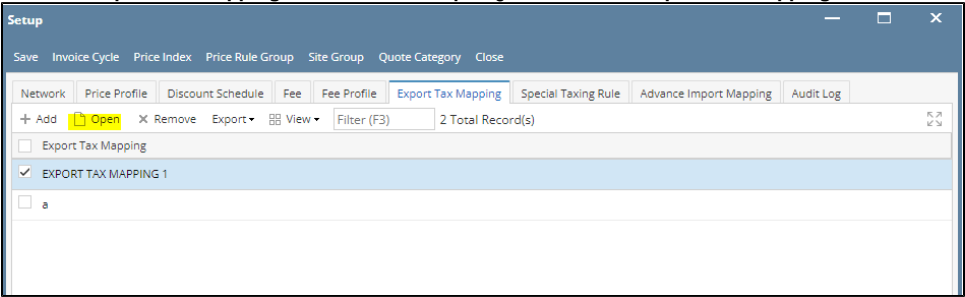 Setup
Save Invoice Cycle Price Index Price Rule Group Site Group Quote Category Close
Network Price Profile Discount Schedule Fee Fee Profile Export Tax Mapping Special Taxing Rule Advance Import Mapping Audit Log
+ Add Open X Remove Export View Filter (F3) 2 Total Record(s)
Export Tax Mapping
EXPORT TAX MAPPING 1
a